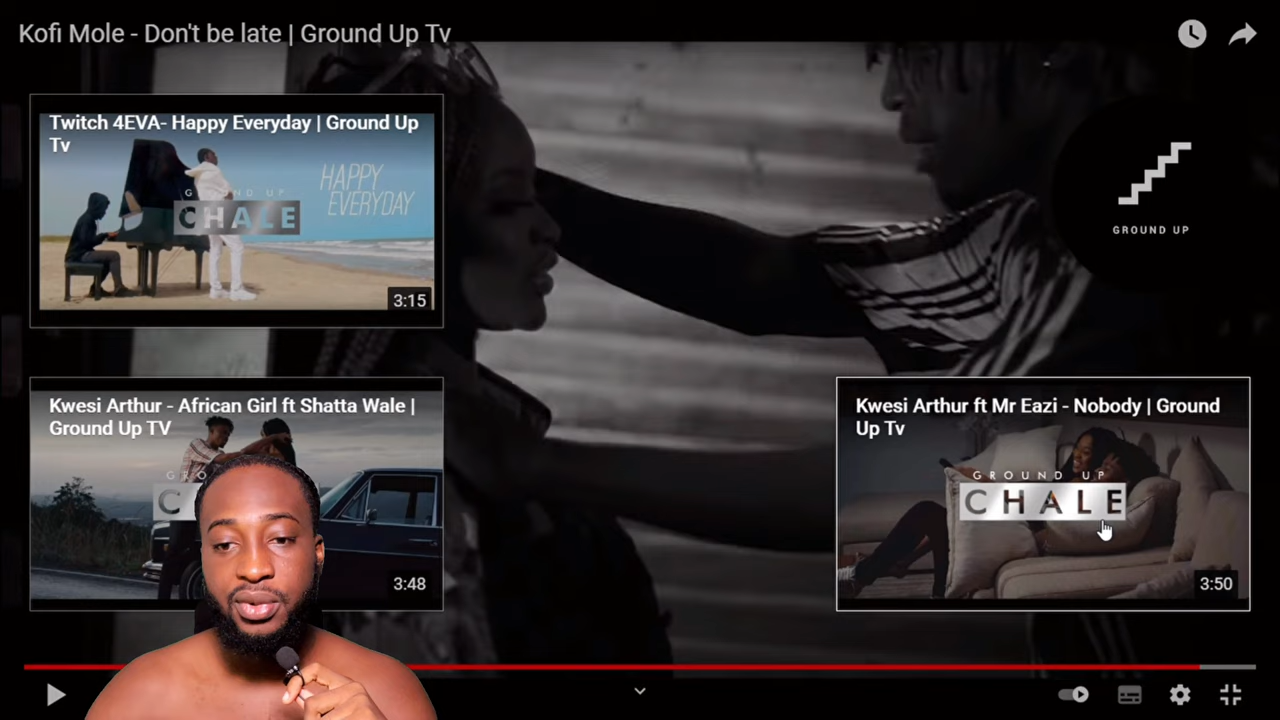 Kofi Mole - Don't be late | Ground Up Tv
Twitch 4EVA- Happy Everyday | Ground Up
Tv
HAPPY
EVERYDAY
GROUND UP
CHALE
3:15
GROUND UP
Kwesi Arthur - African Girl ft Shatta Wale |
Ground Up TV
GRO
C
3:48
Kwesi Arthur ft Mr Eazi - Nobody | Ground
Up Tv
GROUND UP
CHALE
3:50